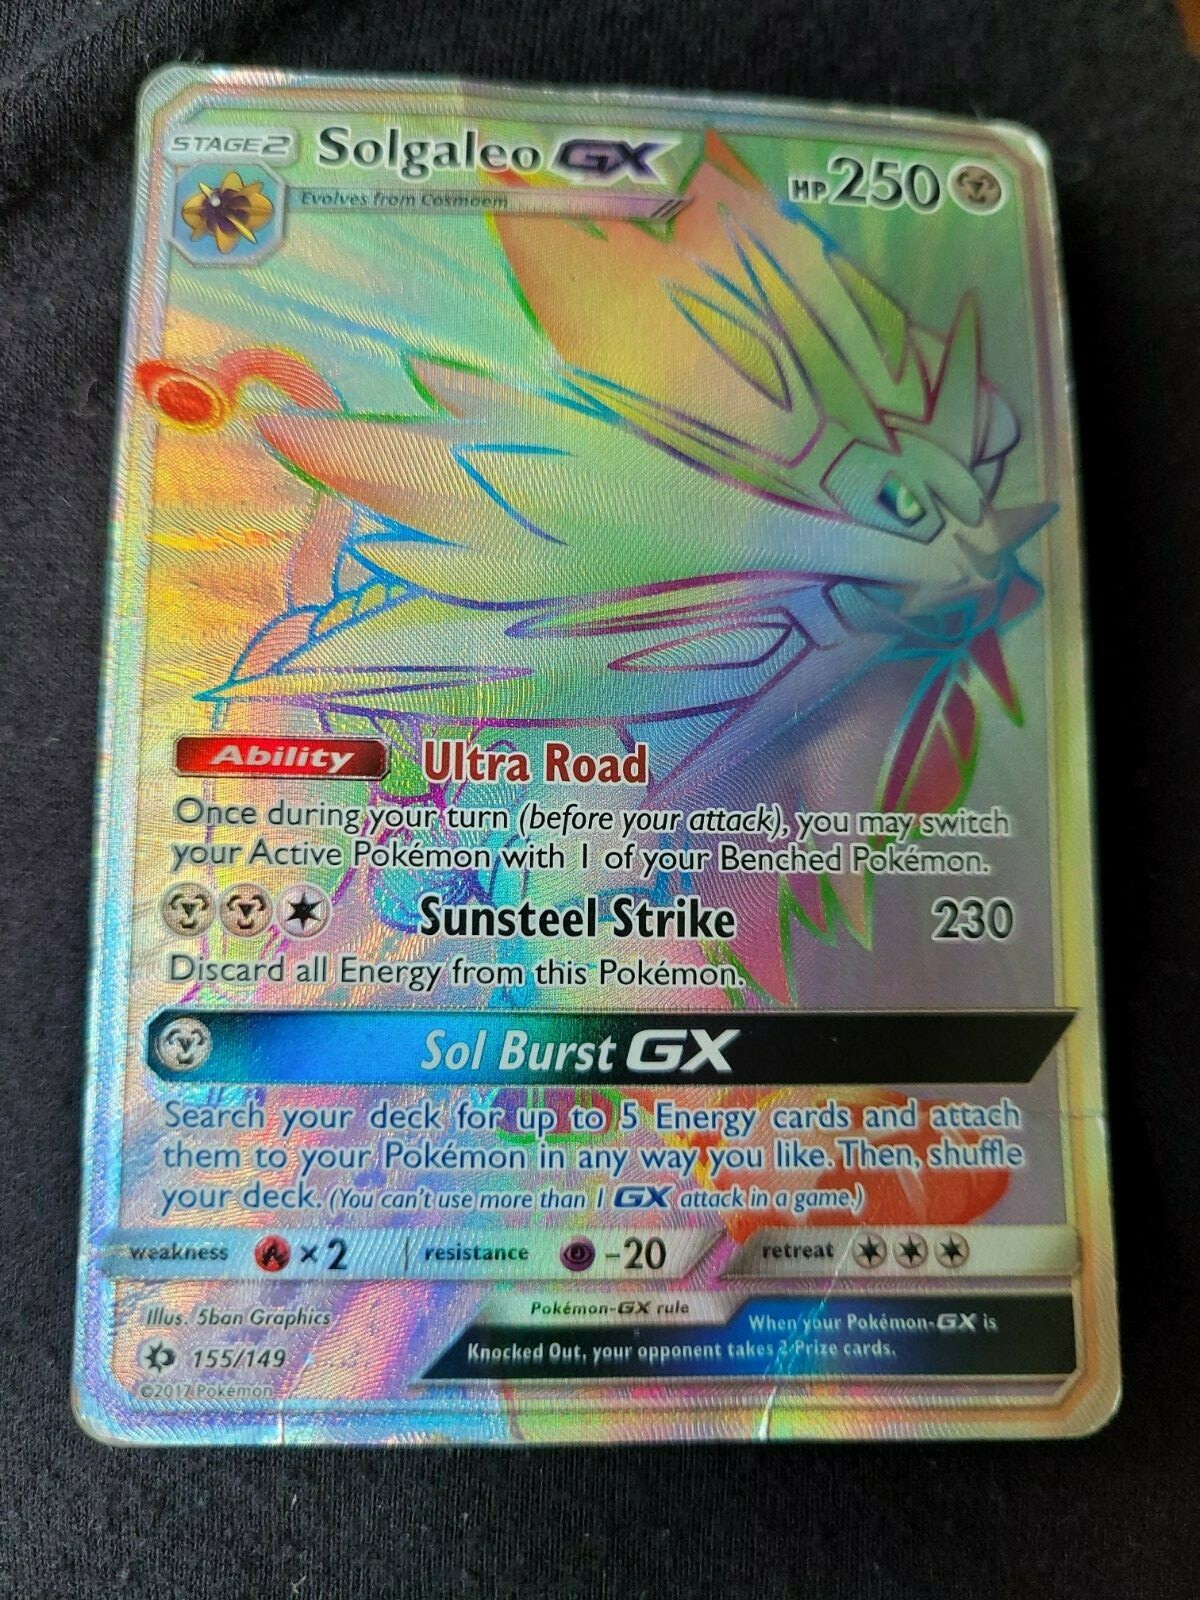 STAGE 2 Solgaleo GX HP 250
Evolves from Cosmoem
Ability Ultra Road
Once during your turn (before your attack), you may switch
your Active Pokémon with 1 of your Benched Pokémon.
Sunsteel Strike 230
Discard all Energy from this Pokémon.
Sol Burst GX
Search your deck for up to 5 Energy cards and attach
them to your Pokémon in any way you like. Then, shuffle
your deck. (You can't use more than 1 GX attack in a game.)
weakness ×2 resistance -20 retreat
Illus. 5ban Graphics
Pokémon-GX rule
When your Pokémon-GX is
Knocked Out, your opponent takes 2 Prize cards.
155/149
©2017 Pokémon